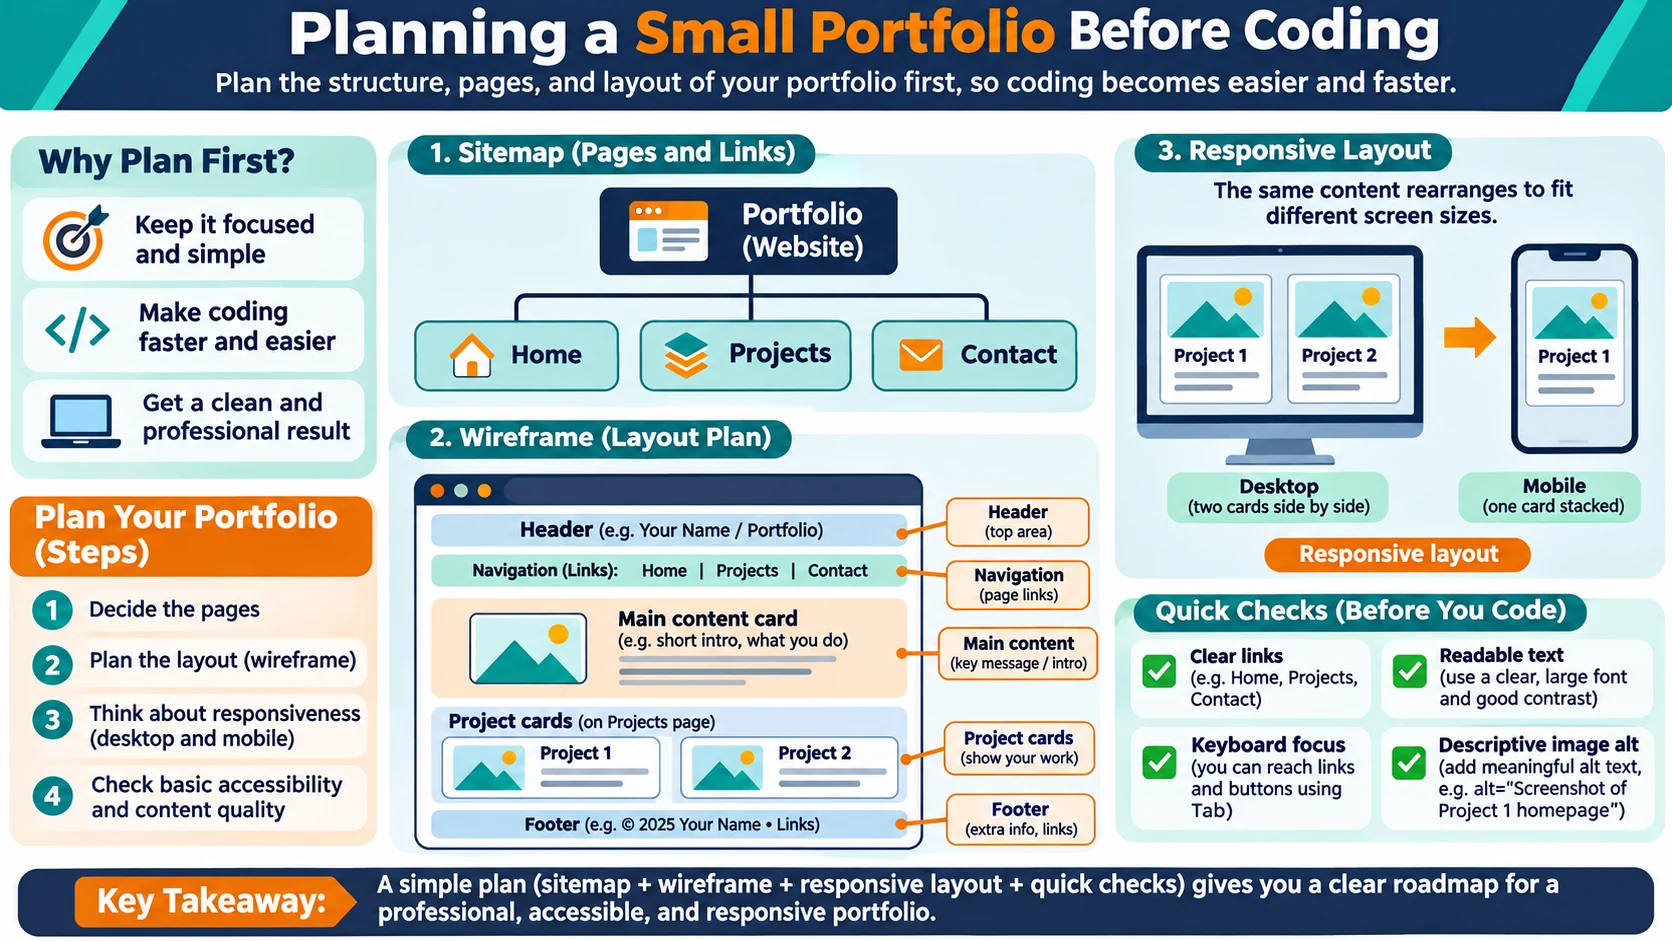 Planning a Small Portfolio Before Coding
Plan the structure, pages, and layout of your portfolio first, so coding becomes easier and faster.
Why Plan First?
Keep it focused
and simple
Make coding
faster and easier
Get a clean and
professional result
Plan Your Portfolio
(Steps)
1 Decide the pages
2 Plan the layout (wireframe)
3 Think about responsiveness
(desktop and mobile)
4 Check basic accessibility
and content quality
1. Sitemap (Pages and Links)
Portfolio
(Website)
Home
Projects
Contact
2. Wireframe (Layout Plan)
Header (e.g. Your Name / Portfolio)
Navigation (Links): Home | Projects | Contact
Main content card
(e.g. short intro, what you do)
Project cards (on Projects page)
Project 1
Project 2
Footer (e.g. © 2025 Your Name • Links)
Header
(top area)
Navigation
(page links)
Main content
(key message / intro)
Project cards
(show your work)
Footer
(extra info, links)
3. Responsive Layout
The same content rearranges to fit
different screen sizes.
Project 1
Project 2
Project 1
Desktop
(two cards side by side)
Mobile
(one card stacked)
Responsive layout
Quick Checks (Before You Code)
Clear links
(e.g. Home, Projects,
Contact)
Readable text
(use a clear, large font
and good contrast)
Keyboard focus
(you can reach links
and buttons using
Tab)
Descriptive image alt
(add meaningful alt text,
e.g. alt="Screenshot of
Project 1 homepage")
Key Takeaway:
A simple plan (sitemap + wireframe + responsive layout + quick checks) gives you a clear roadmap for a
professional, accessible, and responsive portfolio.